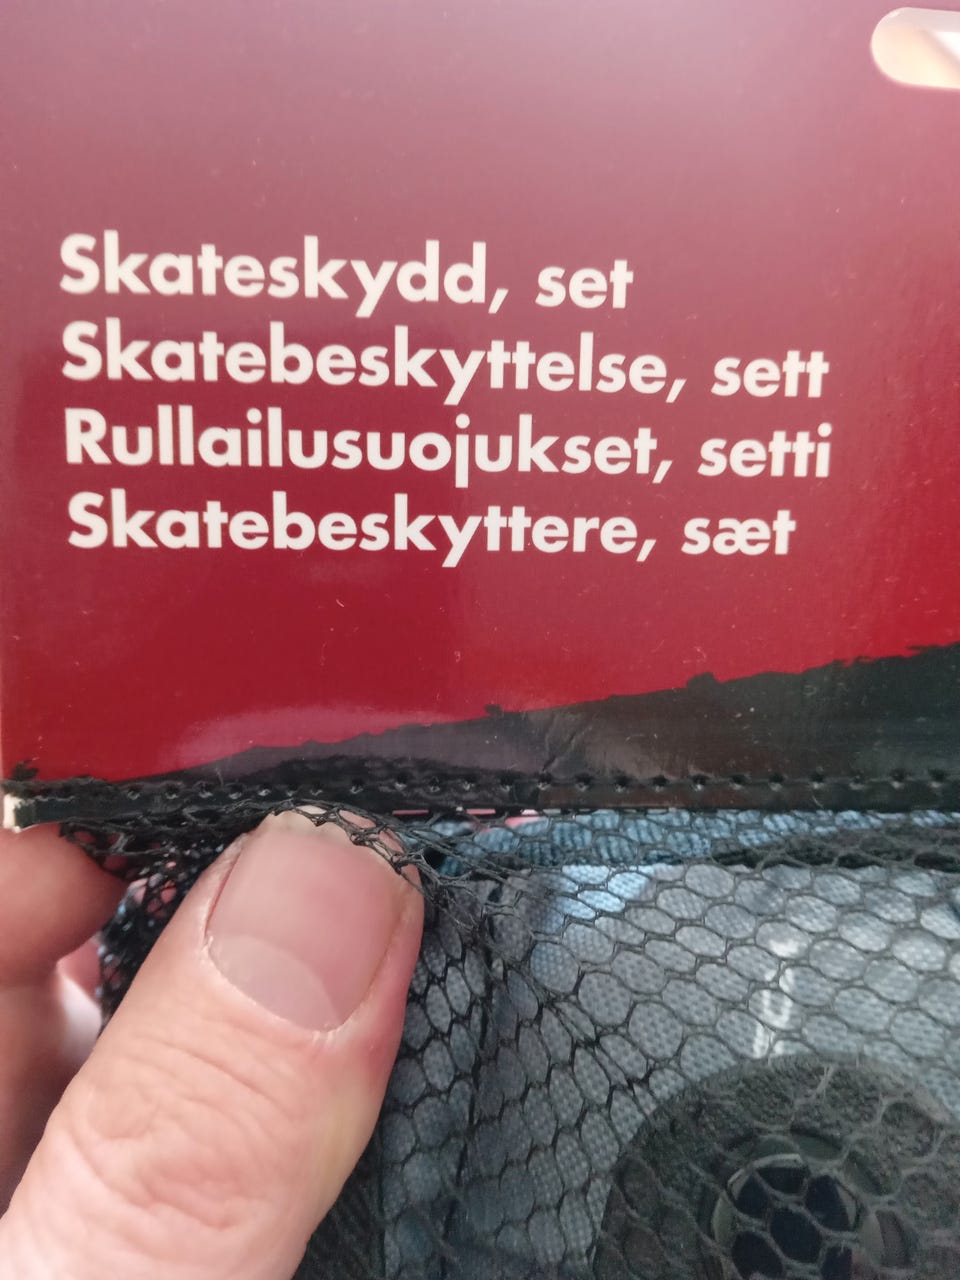 Skateskydd, set
Skatebeskyttelse, sett
Rullailusuojukset, setti
Skatebeskyttere, sæt